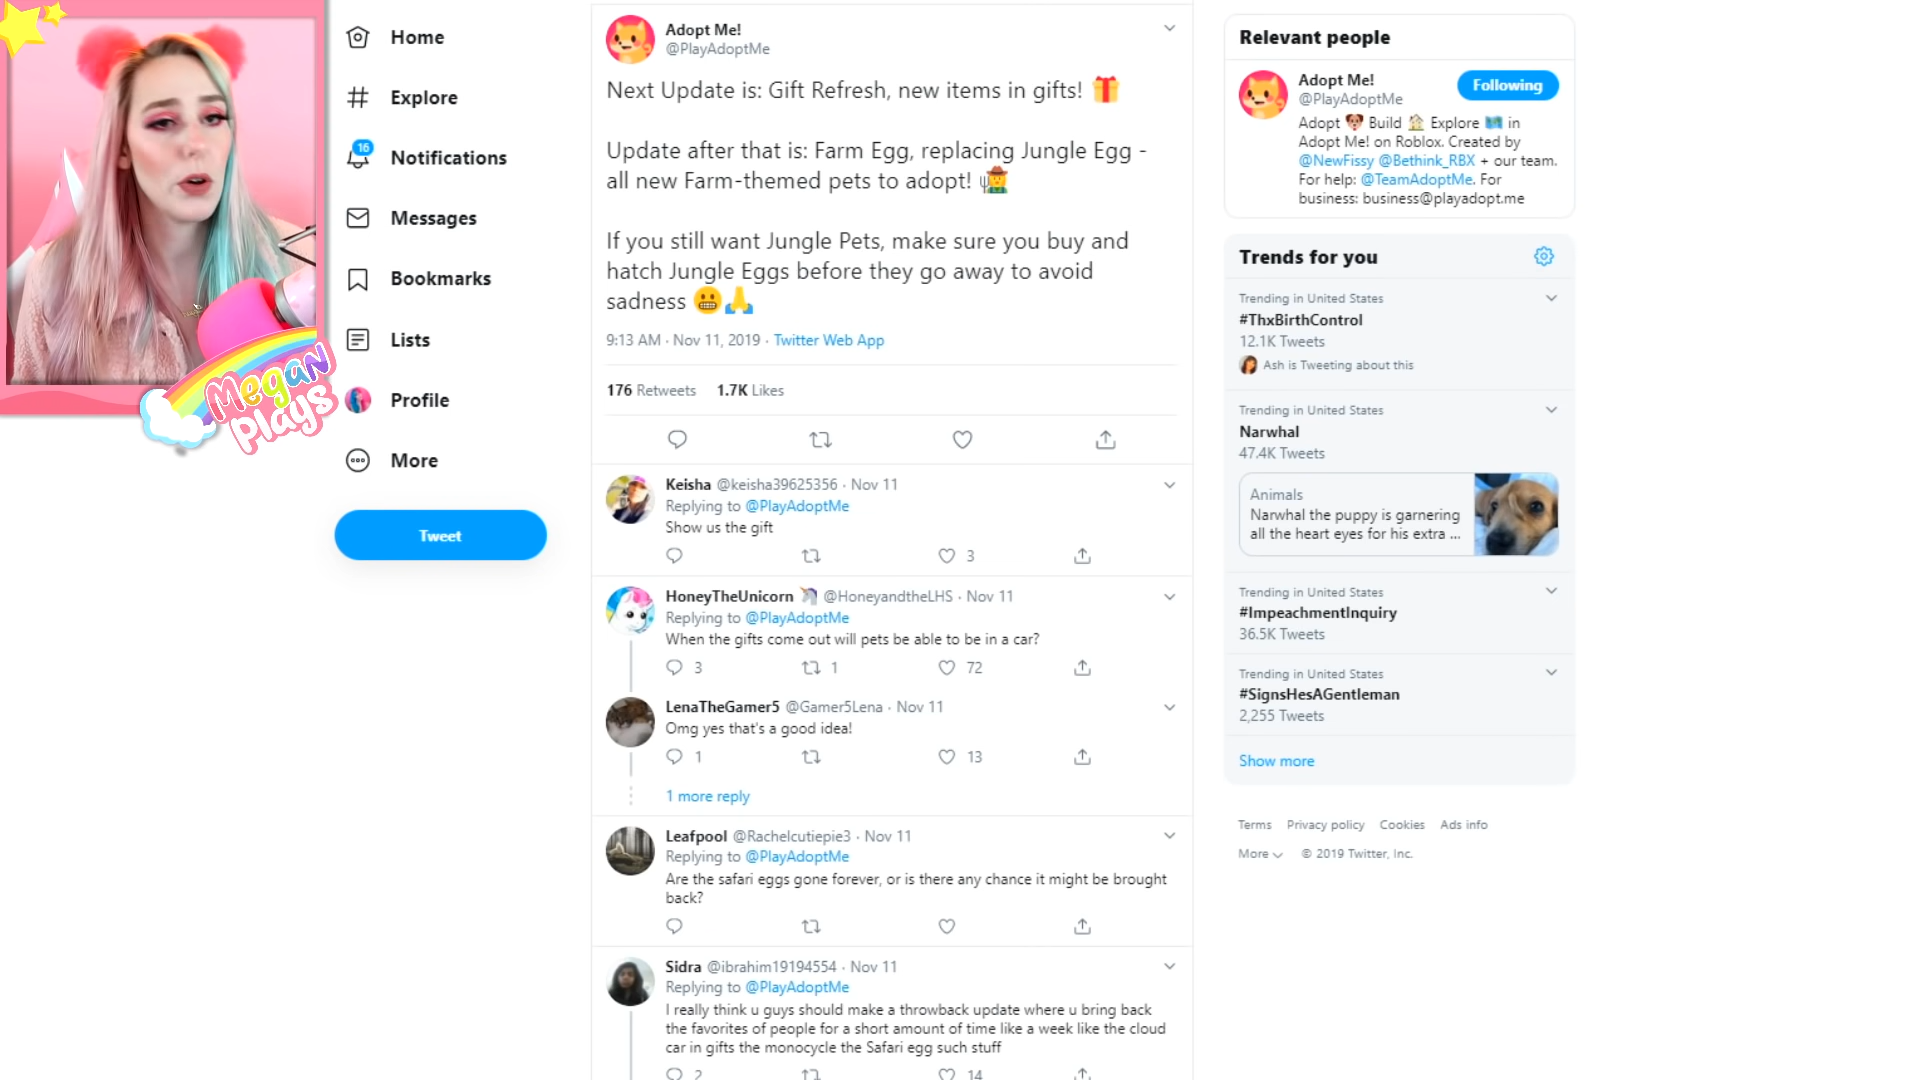 Megan
plays
Home
Explore
16
Notifications
Messages
Bookmarks
Lists
Profile
More
Tweet
Adopt Me!
@PlayAdoptMe
Next Update is: Gift Refresh, new items in gifts! 🎁
Update after that is: Farm Egg, replacing Jungle Egg -
all new Farm-themed pets to adopt! 👩‍🌾
If you still want Jungle Pets, make sure you buy and
hatch Jungle Eggs before they go away to avoid
sadness 😬🙏
9:13 AM · Nov 11, 2019 · Twitter Web App
176 Retweets 1.7K Likes
Keisha @keisha39625356 · Nov 11
Replying to @PlayAdoptMe
Show us the gift
3
HoneyTheUnicorn 🦄 @HoneyandtheLHS · Nov 11
Replying to @PlayAdoptMe
When the gifts come out will pets be able to be in a car?
3 1 72
LenaTheGamer5 @Gamer5Lena · Nov 11
Omg yes that's a good idea!
1 13
1 more reply
Leafpool @Rachelcutiepie3 · Nov 11
Replying to @PlayAdoptMe
Are the safari eggs gone forever, or is there any chance it might be brought
back?
Sidra @ibrahim19194554 · Nov 11
Replying to @PlayAdoptMe
I really think u guys should make a throwback update where u bring back
the favorites of people for a short amount of time like a week like the cloud
car in gifts the monocycle the Safari egg such stuff
2 14
Relevant people
Adopt Me!
@PlayAdoptMe
Following
Adopt 🐶 Build 🏠 Explore 🗺️ in
Adopt Me! on Roblox. Created by
@NewFissy @Bethink_RBX + our team.
For help: @TeamAdoptMe. For
business: business@playadopt.me
Trends for you
Trending in United States
#ThxBirthControl
12.1K Tweets
Ash is Tweeting about this
Trending in United States
Narwhal
47.4K Tweets
Animals
Narwhal the puppy is garnering
all the heart eyes for his extra ...
Trending in United States
#ImpeachmentInquiry
36.5K Tweets
Trending in United States
#SignsHesAGentleman
2,255 Tweets
Show more
Terms Privacy policy Cookies Ads info
More © 2019 Twitter, Inc.